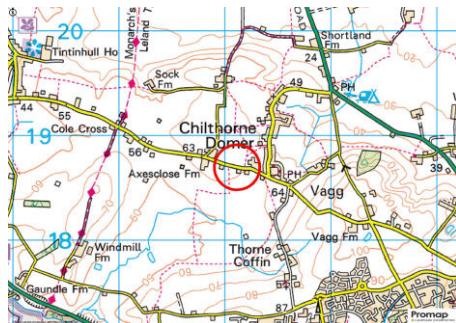 20
Tintinhull Ho
Monarch's
Leland
Shortland
Fm
24
Sock
Fm
49
PH
44
55
19
Cole Cross
56
63
Chilthorne
Domer
Axesclose Fm
PH
64
Vagg
39
Vagg Fm
18
Windmill
Fm
Thorne
Coffin
Gaundle Fm
87
Promap